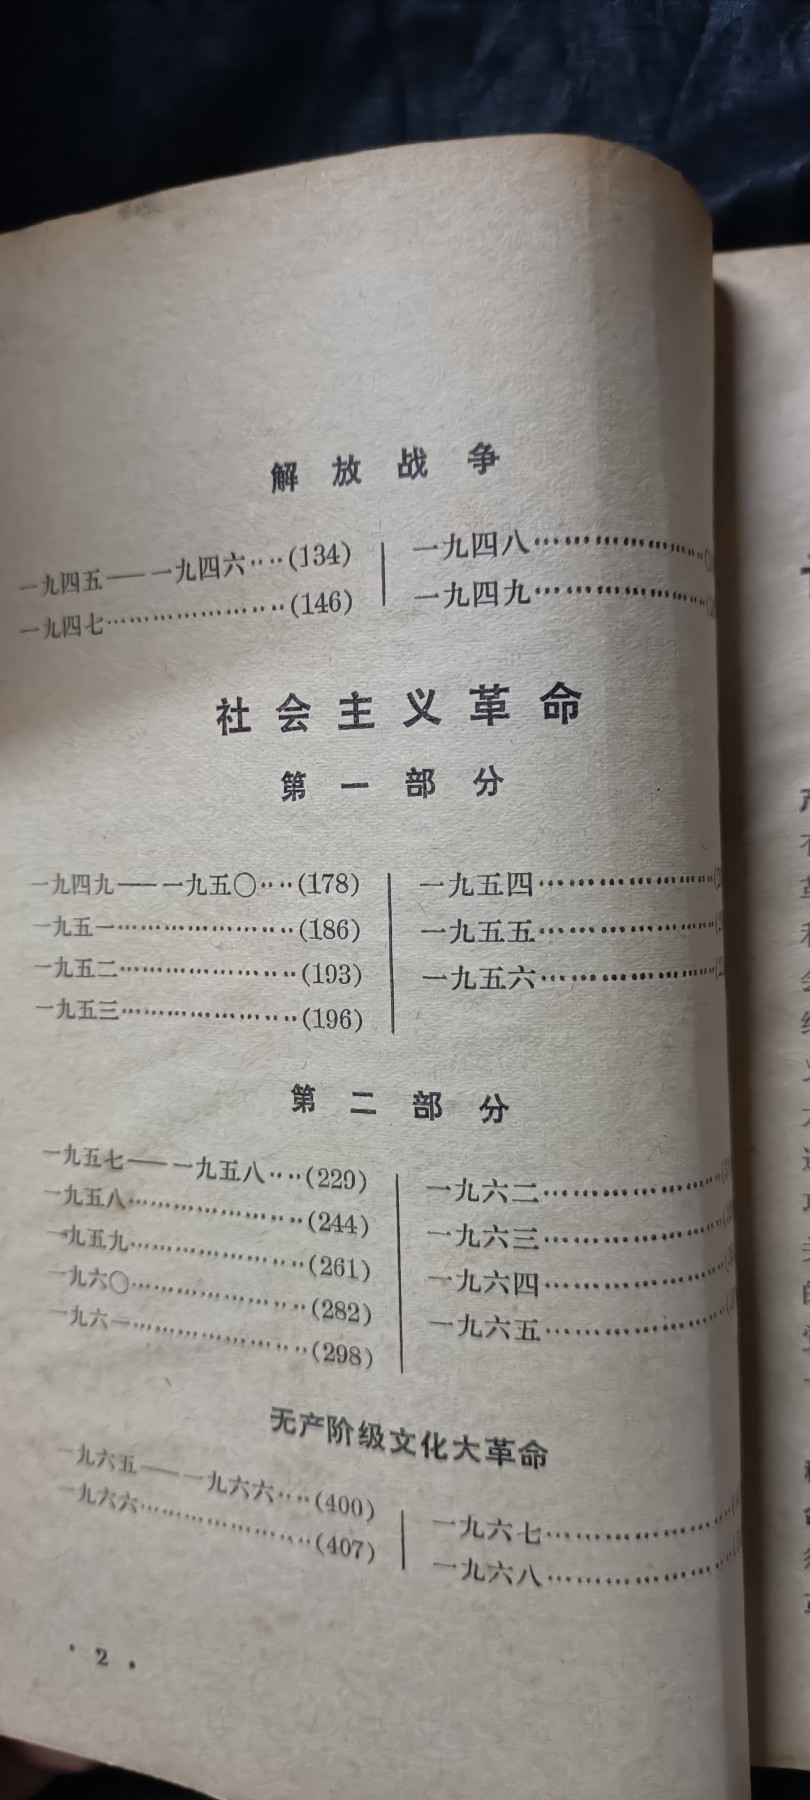 解放战争
一九四五——一九四六‥‥(134)
一九四七……………………‥(146)
一九四八……………………
一九四九……………………
社会主义革命
第一部分
一九四九——一九五〇‥‥(178)
一九五一……………………‥(186)
一九五二……………………‥(193)
一九五三……………………‥(196)
一九五四……………………
一九五五……………………
一九五六……………………
第二部分
一九五七——一九五八‥‥(229)
一九五八……………………‥(244)
一九五九……………………‥(261)
一九六〇……………………‥(282)
一九六一……………………‥(298)
一九六二……………………
一九六三……………………
一九六四……………………
一九六五……………………
无产阶级文化大革命
一九六五——一九六六‥‥(400)
一九六六……………………‥(407)
一九六七……………………
一九六八……………………
· 2 ·